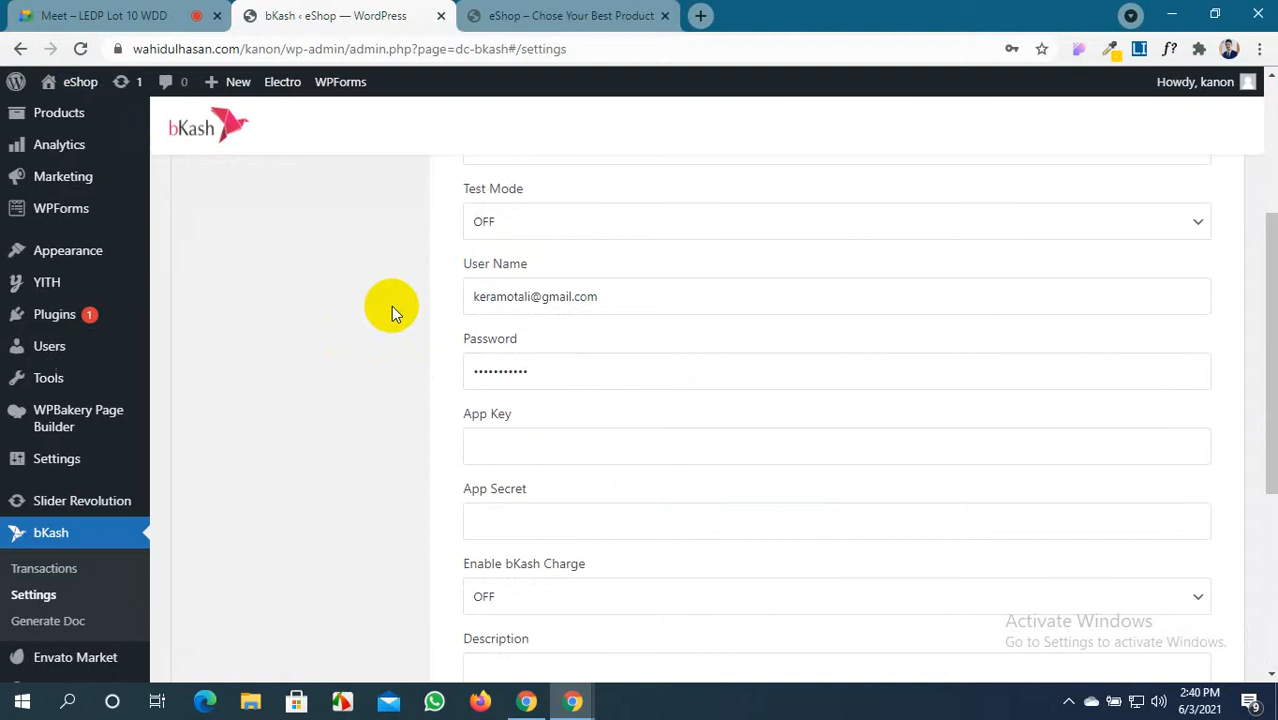 Meet – LEDP Lot 10 WDD
bKash ‹ eShop — WordPress
eShop – Chose Your Best Product
wahidulhasan.com/kanon/wp-admin/admin.php?page=dc-bkash#/settings
eShop
1
0
New
Electro
WPForms
Howdy, kanon
Products
Analytics
Marketing
WPForms
Appearance
YITH
Plugins 1
Users
Tools
WPBakery Page
Builder
Settings
Slider Revolution
bKash
Transactions
Settings
Generate Doc
Envato Market
bKash
Test Mode
OFF
User Name
keramotali@gmail.com
Password
•••••••••••
App Key
App Secret
Enable bKash Charge
OFF
Description
Activate Windows
Go to Settings to activate Windows.
2:40 PM
6/3/2021
9